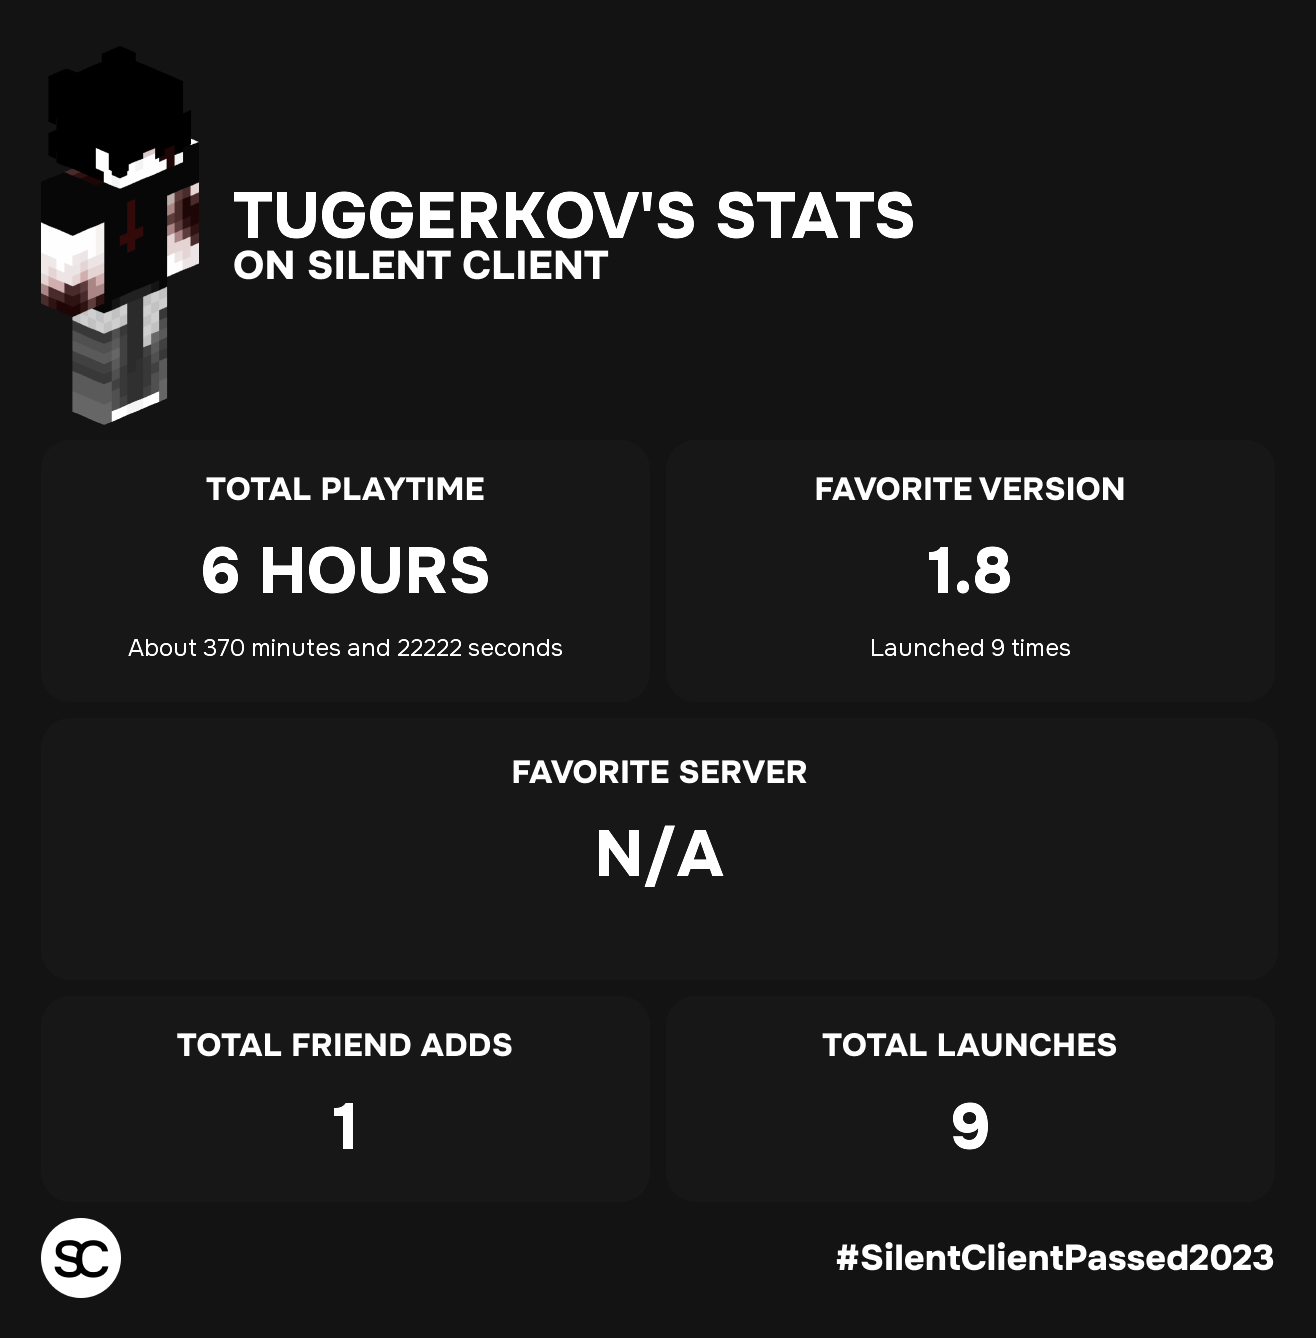 TUGGERKOV'S STATS
ON SILENT CLIENT
TOTAL PLAYTIME
6 HOURS
About 370 minutes and 22222 seconds
FAVORITE VERSION
1.8
Launched 9 times
FAVORITE SERVER
N/A
TOTAL FRIEND ADDS
1
TOTAL LAUNCHES
9
SC
#SilentClientPassed2023